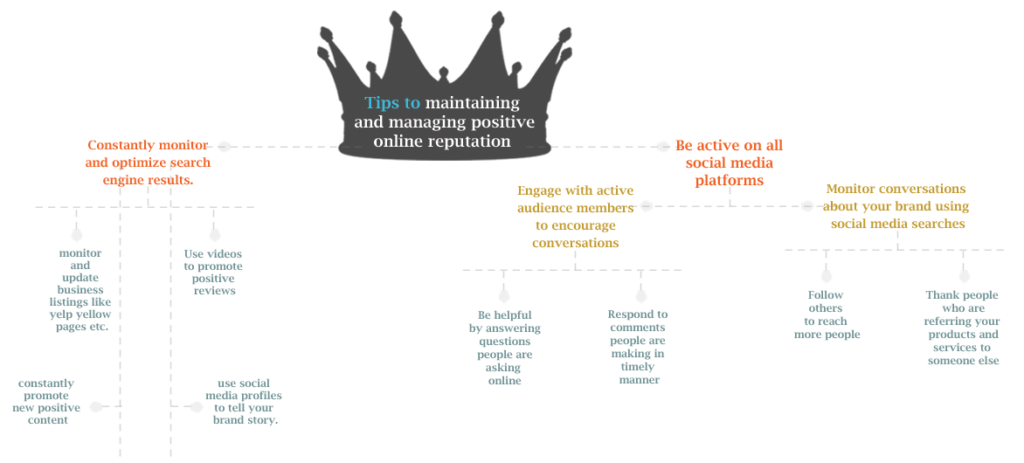 Tips to maintaining
and managing positive
online reputation
Constantly monitor
and optimize search
engine results.
Be active on all
social media
platforms
Engage with active
audience members
to encourage
conversations
Monitor conversations
about your brand using
social media searches
monitor
and
update
business
listings like
yelp yellow
pages etc.
Use videos
to promote
positive
reviews
Be helpful
by answering
questions
people are
asking
online
Respond to
comments
people are
making in
timely
manner
Follow
others
to reach
more people
Thank people
who are
referring your
products and
services to
someone else
constantly
promote
new positive
content
use social
media profiles
to tell your
brand story.